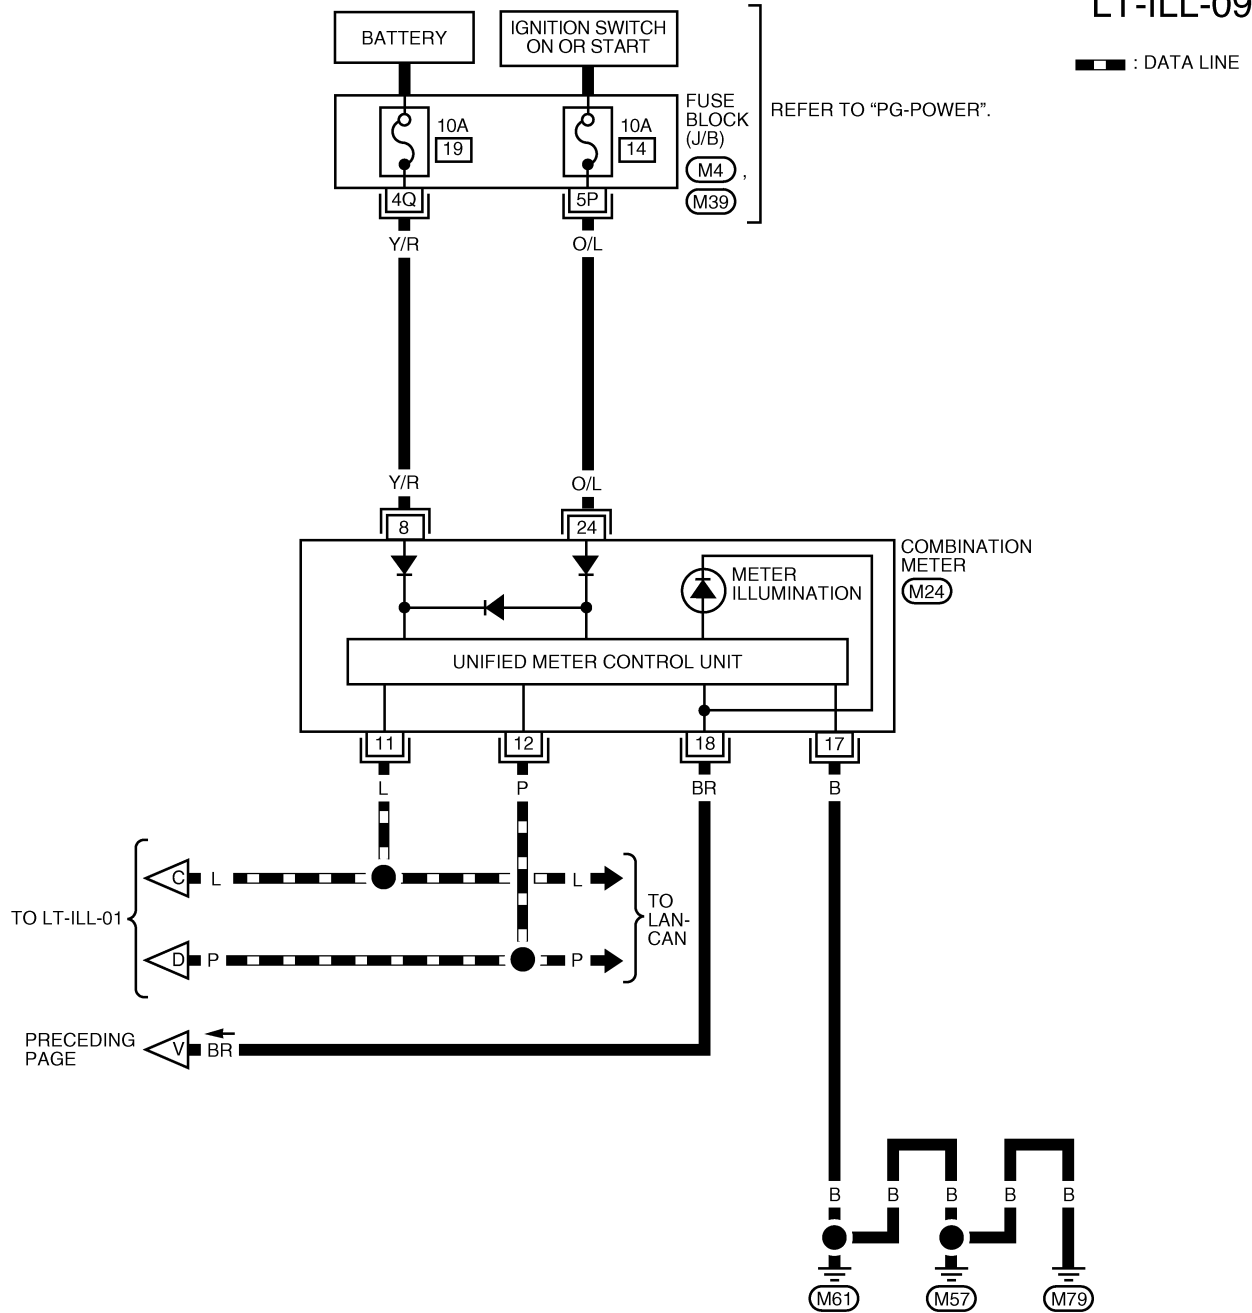 LT-ILL-09
: DATA LINE
BATTERY
IGNITION SWITCH
ON OR START
10A
19
10A
14
FUSE
BLOCK
(J/B)
M4 ,
M39
REFER TO “PG-POWER”.
4Q
5P
Y/R
O/L
Y/R
O/L
8
24
COMBINATION
METER
M24
METER
ILLUMINATION
UNIFIED METER CONTROL UNIT
11
12
18
17
L
P
BR
B
C
L
L
TO LT-ILL-01
TO
LAN-
CAN
D
P
P
PRECEDING
PAGE
V
BR
B
B
B
B
B
M61
M57
M79